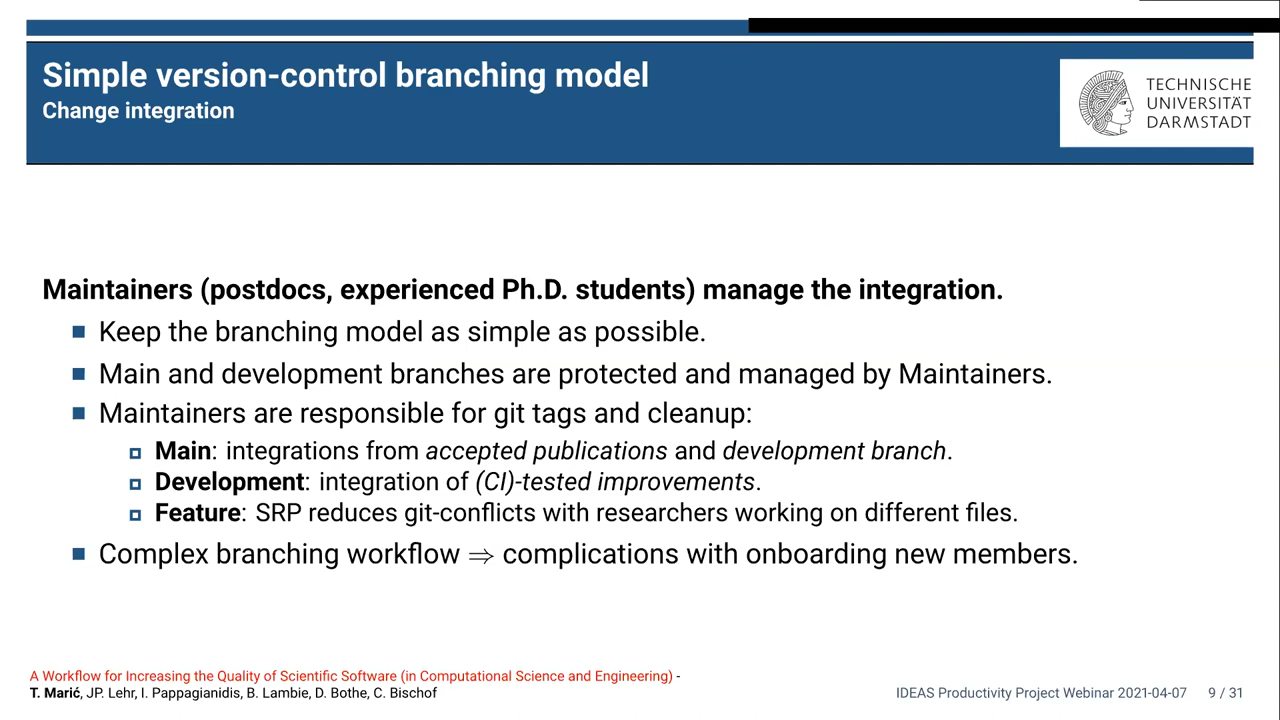 Simple version-control branching model
Change integration
TECHNISCHE
UNIVERSITÄT
DARMSTADT
Maintainers (postdocs, experienced Ph.D. students) manage the integration.
Keep the branching model as simple as possible.
Main and development branches are protected and managed by Maintainers.
Maintainers are responsible for git tags and cleanup:
Main: integrations from accepted publications and development branch.
Development: integration of (CI)-tested improvements.
Feature: SRP reduces git-conflicts with researchers working on different files.
Complex branching workflow ⇒ complications with onboarding new members.
A Workflow for Increasing the Quality of Scientific Software (in Computational Science and Engineering) -
T. Marić, JP. Lehr, I. Pappagianidis, B. Lambie, D. Bothe, C. Bischof
IDEAS Productivity Project Webinar 2021-04-07 9 / 31